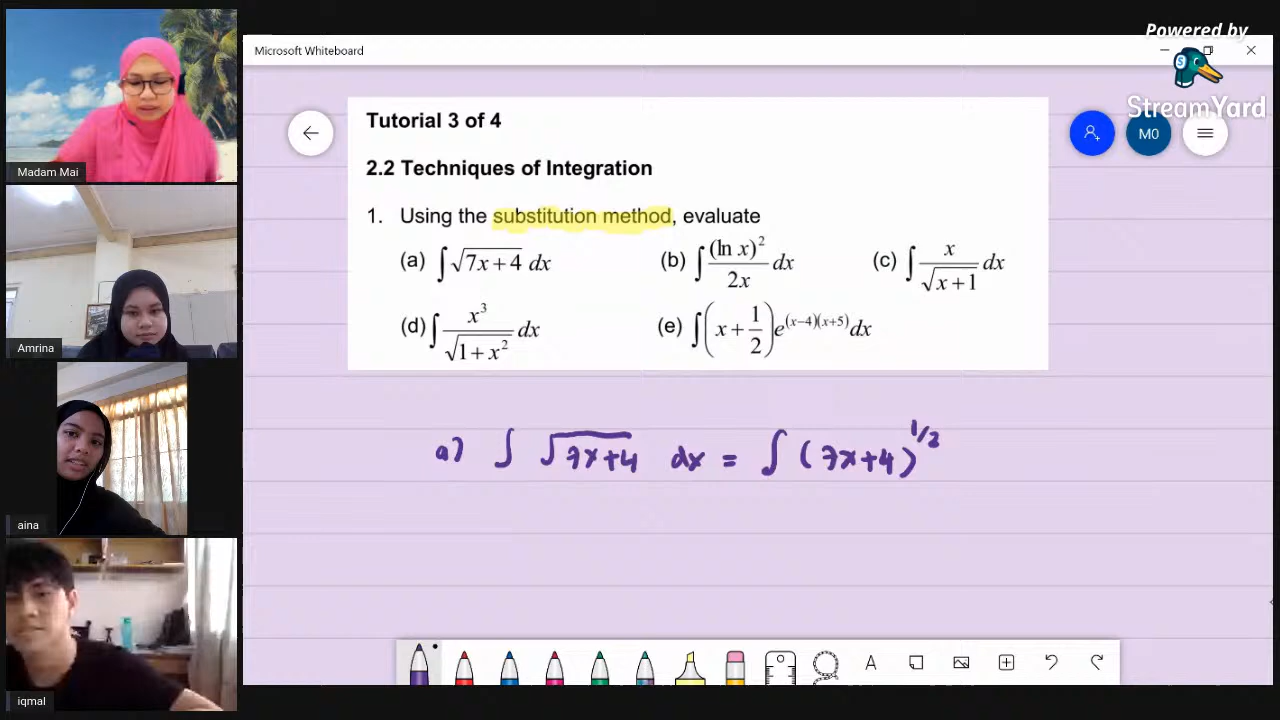 Powered by
StreamYard
Microsoft Whiteboard
M0
Tutorial 3 of 4
2.2 Techniques of Integration
1. Using the substitution method, evaluate
(a) ∫√(7x+4) dx (b) ∫(ln x)²/2x dx (c) ∫x/√(x+1) dx
(d) ∫x³/√(1+x²) dx (e) ∫(x+1/2)e^((x−4)(x+5)) dx
a) ∫ √(7x+4) dx = ∫ (7x+4)^(1/2)
A
Madam Mai
Amrina
aina
iqmal